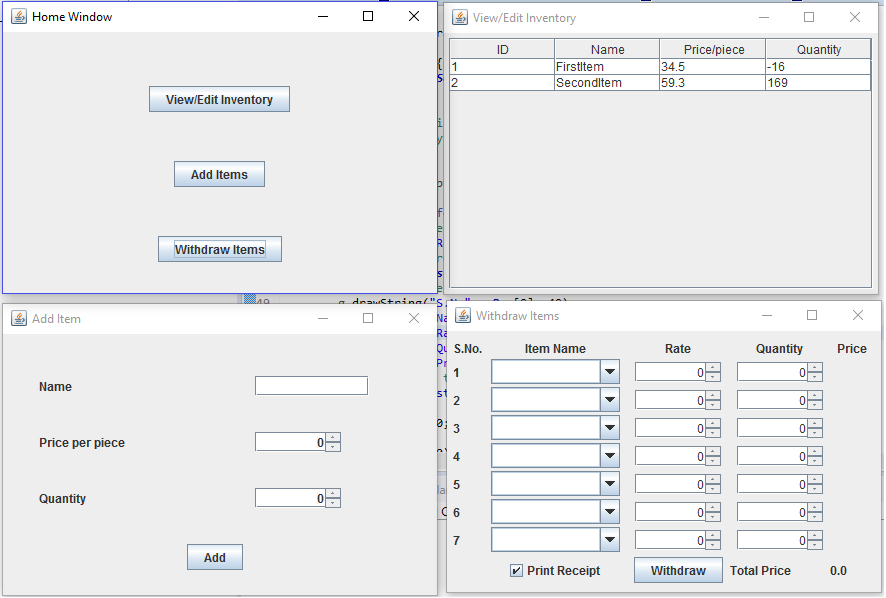 Home Window
View/Edit Inventory
Add Items
Withdraw Items
View/Edit Inventory
ID Name Price/piece Quantity
1 FirstItem 34.5 -16
2 SecondItem 59.3 169
49 g.drawString("S.No"
Add Item
Name
Price per piece 0
Quantity 0
Add
Withdraw Items
S.No. Item Name Rate Quantity Price
1 0 0
2 0 0
3 0 0
4 0 0
5 0 0
6 0 0
7 0 0
Print Receipt Withdraw Total Price 0.0